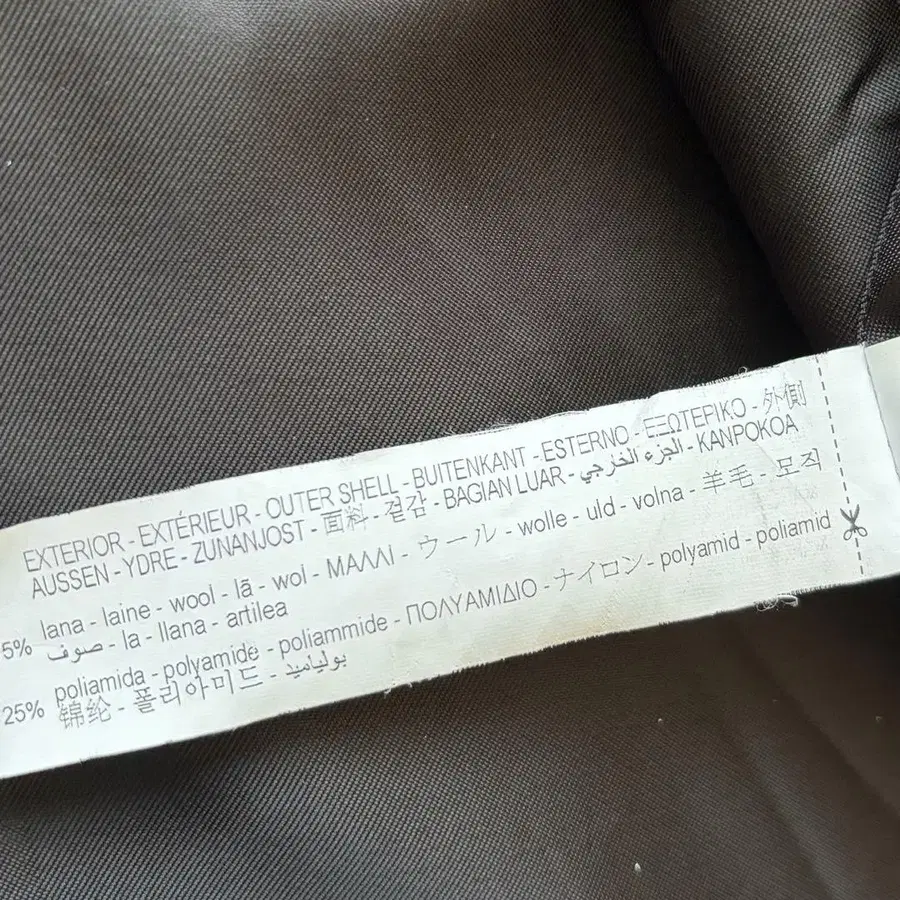 EXTERIOR - EXTÉRIEUR - OUTER SHELL - BUITENKANT - ESTERNO - ΕΞΩΤΕΡΙΚΟ - 外側
AUSSEN - YDRE - ZUNANJOST - 面料 - 겉감 - BAGIAN LUAR - الجزء الخرجي - KANPOKOA
5% lana - laine - wool - lã - wol - ΜΑΛΛΙ - ウール - wolle - uld - volna - 羊毛 - 모직
صوف - la - llana - artilea
25% poliamida - polyamide - poliammide - ΠΟΛΥΑΜΙΔΙΟ - ナイロン - polyamid - poliamid
锦纶 - 폴리아미드 - بولياميد